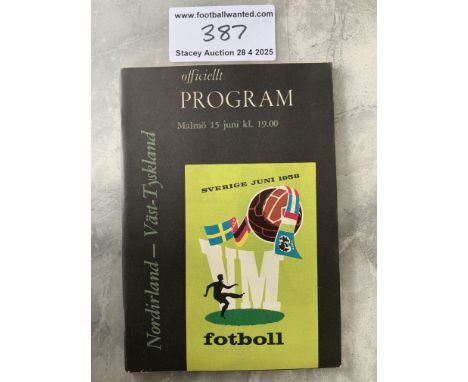 www.footballwanted.com
387
Stacey Auction 28 4 2025
officiellt
PROGRAM
Malmö 15 juni kl. 19.00
Nordirland – Väst-Tyskland
SVERIGE JUNI 1958
VM
fotboll